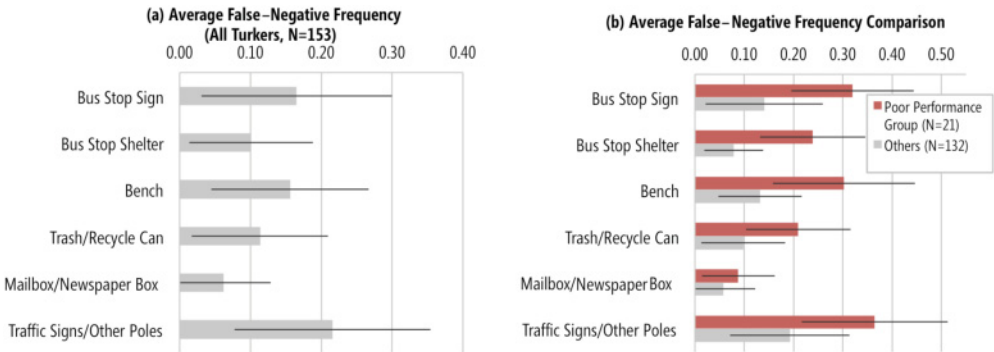 (a) Average False–Negative Frequency
(All Turkers, N=153)
0.00 0.10 0.20 0.30 0.40
Bus Stop Sign
Bus Stop Shelter
Bench
Trash/Recycle Can
Mailbox/Newspaper Box
Traffic Signs/Other Poles
(b) Average False–Negative Frequency Comparison
0.00 0.10 0.20 0.30 0.40 0.50
Bus Stop Sign
Bus Stop Shelter
Bench
Trash/Recycle Can
Mailbox/Newspaper Box
Traffic Signs/Other Poles
Poor Performance
Group (N=21)
Others (N=132)